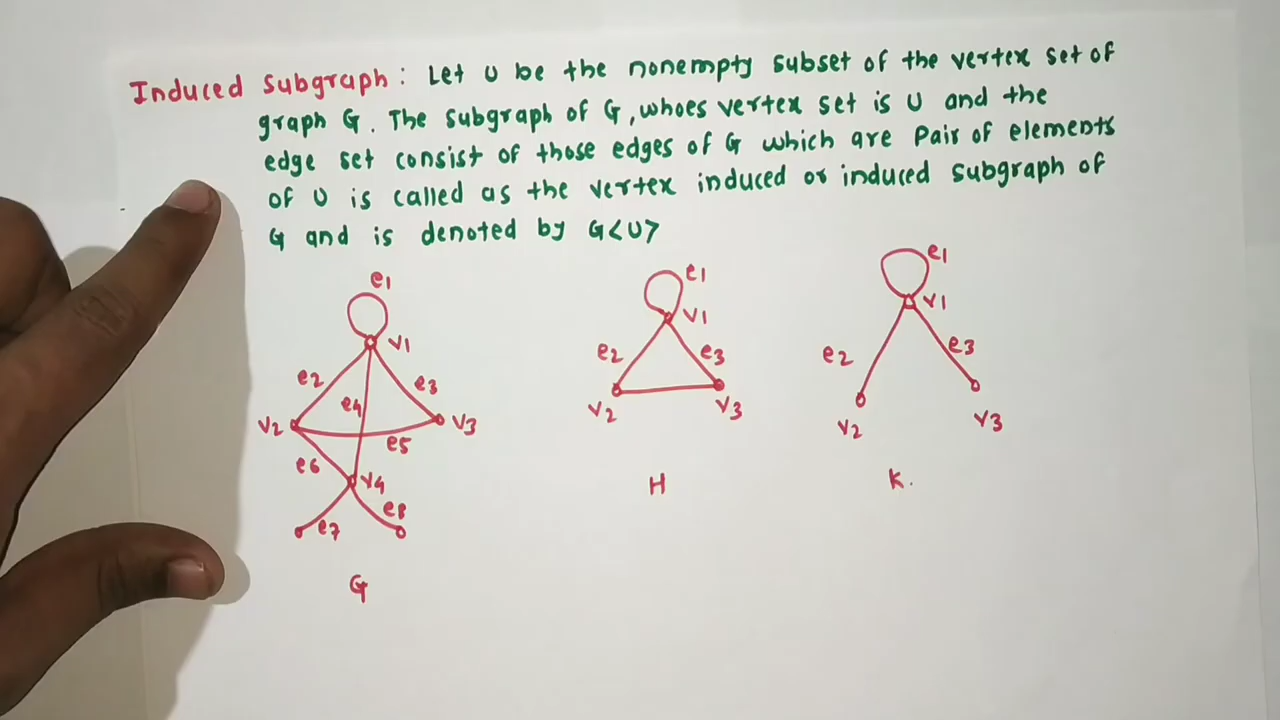 Induced Subgraph: Let U be the nonempty subset of the vertex set of
graph G. The subgraph of G, whoes vertex set is U and the
edge set consist of those edges of G which are pair of elements
of U is called as the vertex induced or induced subgraph of
G and is denoted by G<U>
e1
v1
e2
e3
e4
v2
v3
e5
e6
v4
e7
e8
G
e1
v1
e2
e3
v2
v3
H
e1
v1
e2
e3
v2
v3
K.